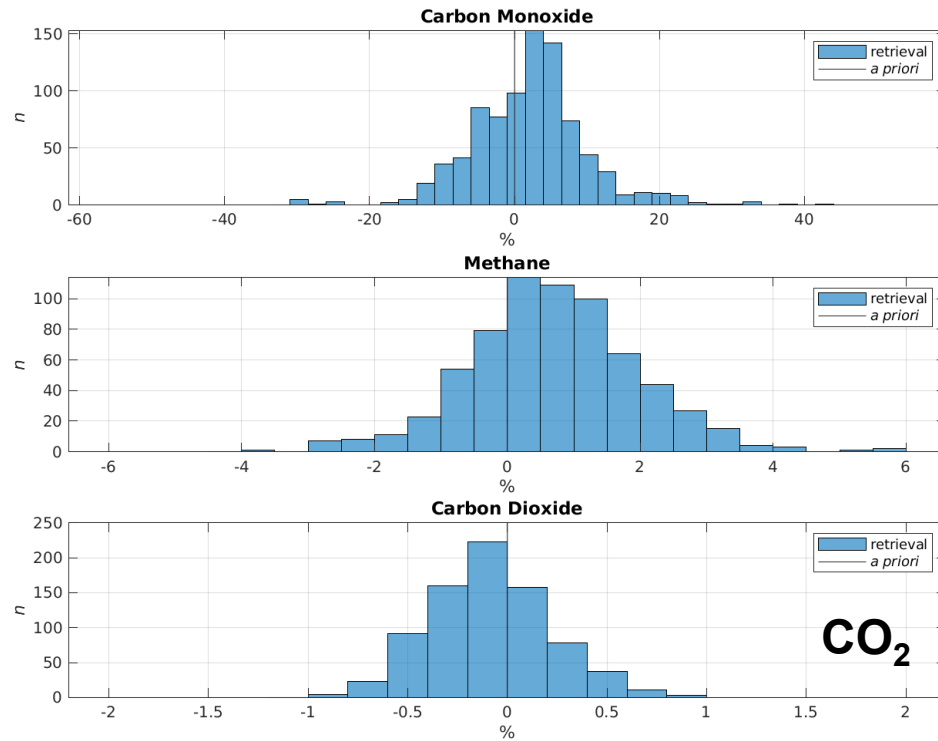 Carbon Monoxide
150
100
50
0
n
-60 -40 -20 0 20 40
%
retrieval
a priori
Methane
100
80
60
40
20
0
n
-6 -4 -2 0 2 4 6
%
retrieval
a priori
Carbon Dioxide
250
200
150
100
50
0
n
-2 -1.5 -1 -0.5 0 0.5 1 1.5 2
%
retrieval
a priori
CO₂